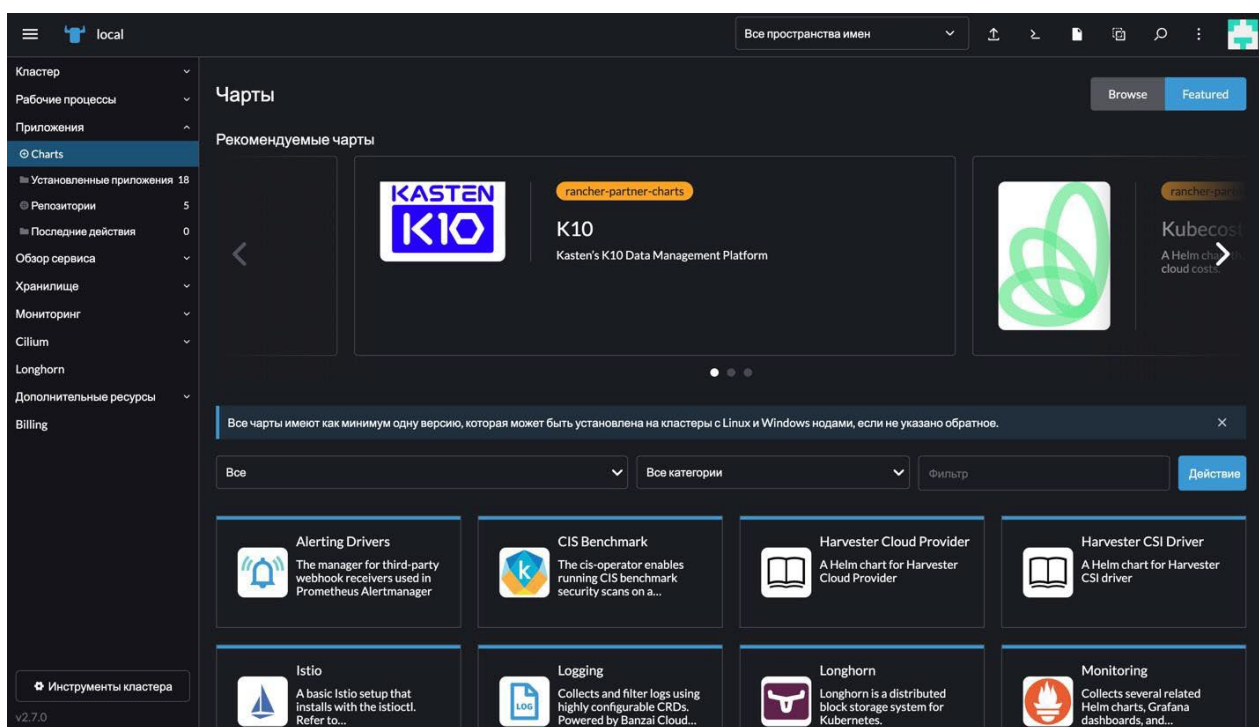 local
Все пространства имен
Кластер
Рабочие процессы
Приложения
Charts
Установленные приложения 18
Репозитории 5
Последние действия 0
Обзор сервиса
Хранилище
Мониторинг
Cilium
Longhorn
Дополнительные ресурсы
Billing
Инструменты кластера
v2.7.0
Чарты
Browse
Featured
Рекомендуемые чарты
KASTEN
K10
rancher-partner-charts
K10
Kasten's K10 Data Management Platform
Kubecost
A Helm
cloud costs.
Все чарты имеют как минимум одну версию, которая может быть установлена на кластеры с Linux и Windows нодами, если не указано обратное.
Все
Все категории
Фильтр
Действие
Alerting Drivers
The manager for third-party
webhook receivers used in
Prometheus Alertmanager
CIS Benchmark
The cis-operator enables
running CIS benchmark
security scans on a...
Harvester Cloud Provider
A Helm chart for Harvester
Cloud Provider
Harvester CSI Driver
A Helm chart for Harvester
CSI driver
Istio
A basic Istio setup that
installs with the istioctl.
Refer to...
LOG
Logging
Collects and filter logs using
highly configurable CRDs.
Powered by Banzai Cloud...
Longhorn
Longhorn is a distributed
block storage system for
Kubernetes.
Monitoring
Collects several related
Helm charts, Grafana
dashboards, and...